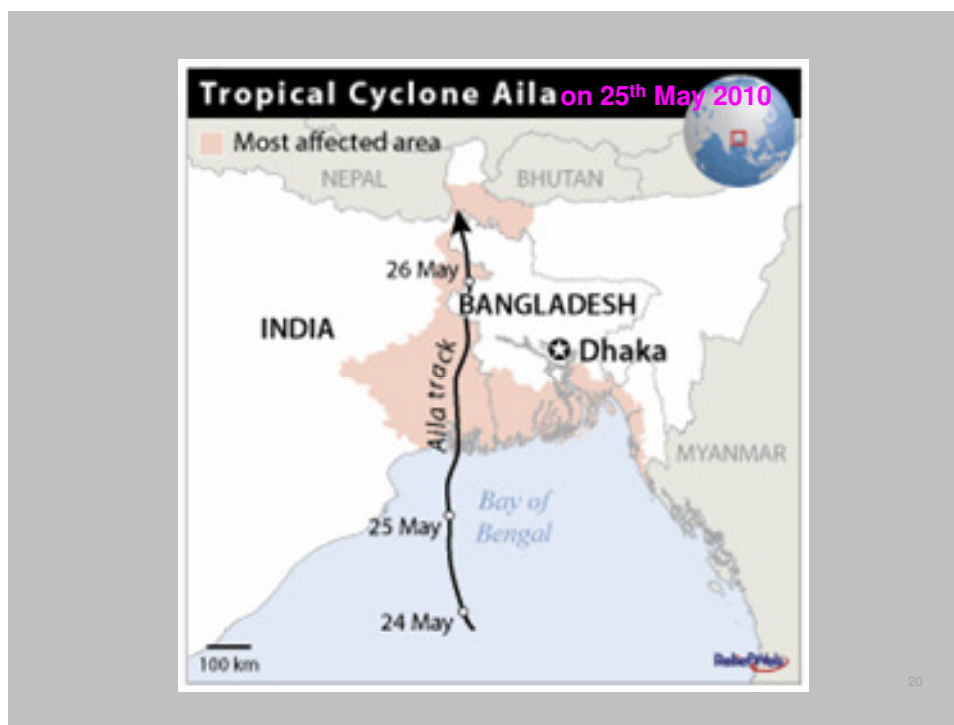 Tropical Cyclone Aila on 25th May 2010
Most affected area
NEPAL
BHUTAN
26 May
BANGLADESH
INDIA
Dhaka
Aila track
MYANMAR
Bay of
Bengal
25 May
24 May
100 km
ReliefWeb
20